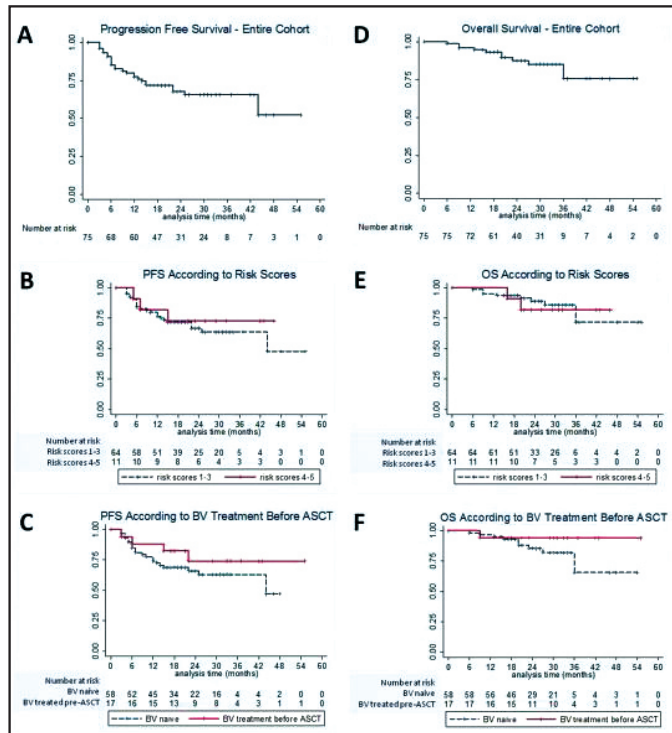 A
Progression Free Survival - Entire Cohort
1.00
0.75
0.50
0.25
0.00
0 6 12 18 24 30 36 42 48 54 60
analysis time (months)
Number at risk
75 68 60 47 31 24 8 7 3 1 0
D
Overall Survival - Entire Cohort
1.00
0.75
0.50
0.25
0.00
0 6 12 18 24 30 36 42 48 54 60
analysis time (months)
Number at risk
75 75 72 61 40 31 9 7 4 2 0
B
PFS According to Risk Scores
1.00
0.75
0.50
0.25
0.00
0 6 12 18 24 30 36 42 48 54 60
analysis time (months)
Number at risk
Risk scores 1-3 64 58 51 39 25 20 5 4 3 1 0
Risk scores 4-5 11 10 9 8 6 4 3 3 0 0 0
risk scores 1-3 risk scores 4-5
E
OS According to Risk Scores
1.00
0.75
0.50
0.25
0.00
0 6 12 18 24 30 36 42 48 54 60
analysis time (months)
Number at risk
Risk scores 1-3 64 64 61 51 33 26 6 4 4 2 0
Risk scores 4-5 11 11 11 10 7 5 3 3 0 0 0
risk scores 1-3 risk scores 4-5
C
PFS According to BV Treatment Before ASCT
1.00
0.75
0.50
0.25
0.00
0 6 12 18 24 30 36 42 48 54 60
analysis time (months)
Number at risk
BV naive 58 52 45 34 22 16 4 4 2 0 0
BV treated pre-ASCT 17 16 15 13 9 8 4 3 1 1 0
BV naive BV treatment before ASCT
F
OS According to BV Treatment Before ASCT
1.00
0.75
0.50
0.25
0.00
0 6 12 18 24 30 36 42 48 54 60
analysis time (months)
Number at risk
BV naive 58 58 56 46 29 21 5 4 3 1 0
BV treated pre-ASCT 17 17 16 15 11 10 4 3 1 1 0
BV naive BV treatment before ASCT